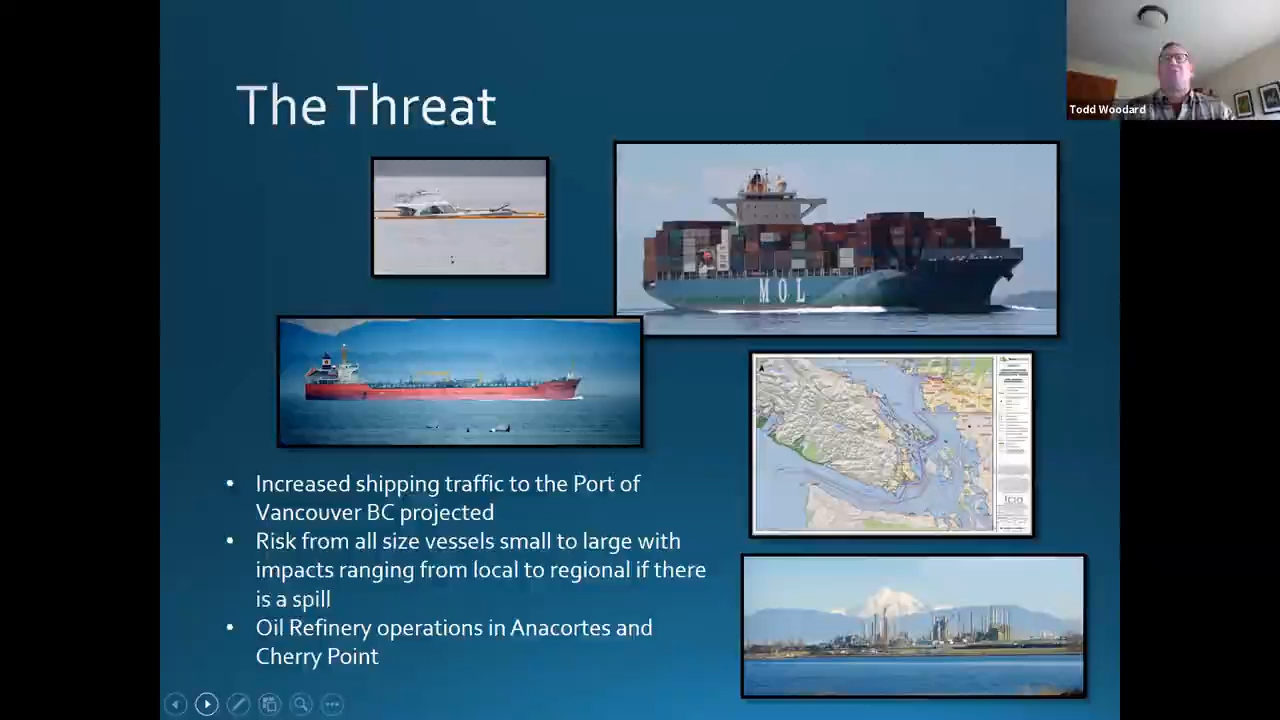 Todd Woodard
The Threat
MOL
• Increased shipping traffic to the Port of
Vancouver BC projected
• Risk from all size vessels small to large with
impacts ranging from local to regional if there
is a spill
• Oil Refinery operations in Anacortes and
Cherry Point